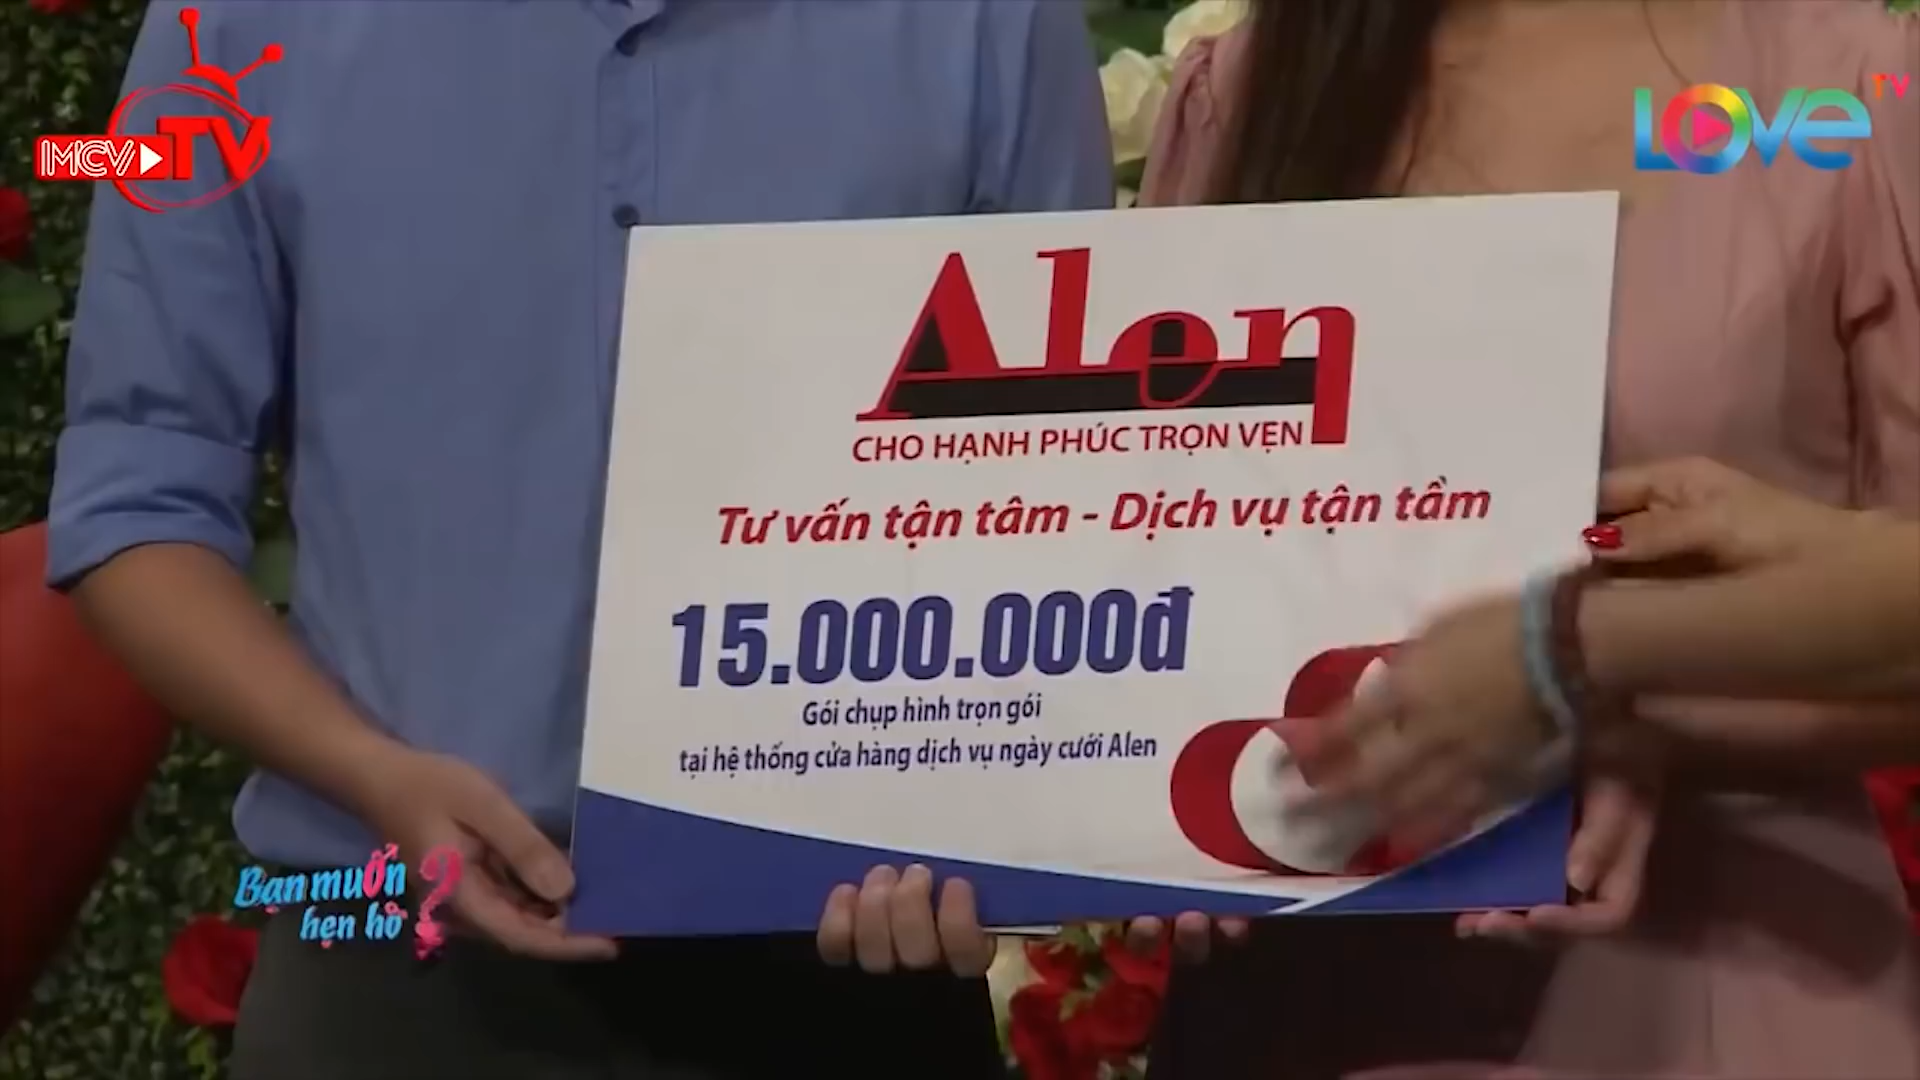 MCV TV
LOVE TV
Alen
CHO HẠNH PHÚC TRỌN VẸN
Tư vấn tận tâm - Dịch vụ tận tầm
15.000.000đ
Gói chụp hình trọn gói
tại hệ thống cửa hàng dịch vụ ngày cưới Alen
Bạn muốn
hẹn hò ?